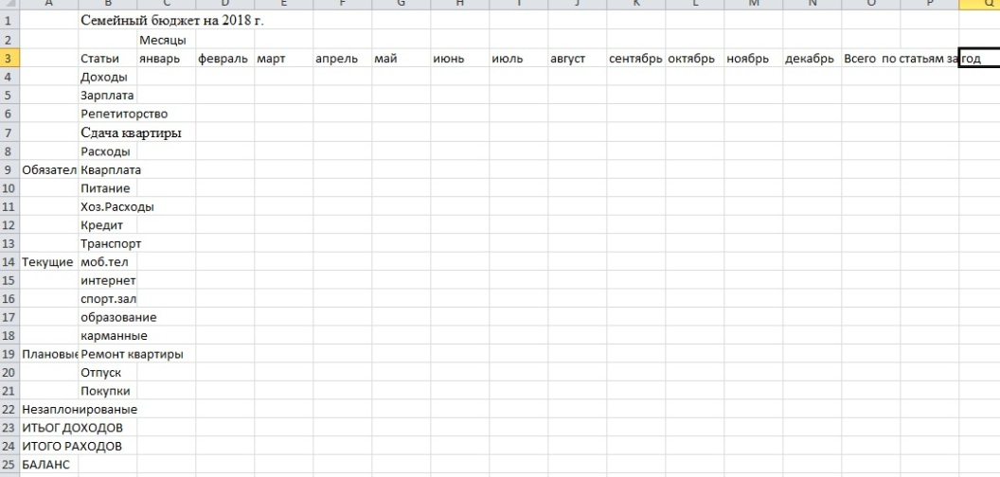 A B C D E F G H I J K L M N O P Q
1 Семейный бюджет на 2018 г.
2 Месяцы
3 Статьи январь февраль март апрель май июнь июль август сентябрь октябрь ноябрь декабрь Всего по статьям за год
4 Доходы
5 Зарплата
6 Репетиторство
7 Сдача квартиры
8 Расходы
9 Обязател Кварплата
10 Питание
11 Хоз.Расходы
12 Кредит
13 Транспорт
14 Текущие моб.тел
15 интернет
16 спорт.зал
17 образование
18 карманные
19 Плановые Ремонт квартиры
20 Отпуск
21 Покупки
22 Незаплонированые
23 ИТЬОГ ДОХОДОВ
24 ИТОГО РАХОДОВ
25 БАЛАНС